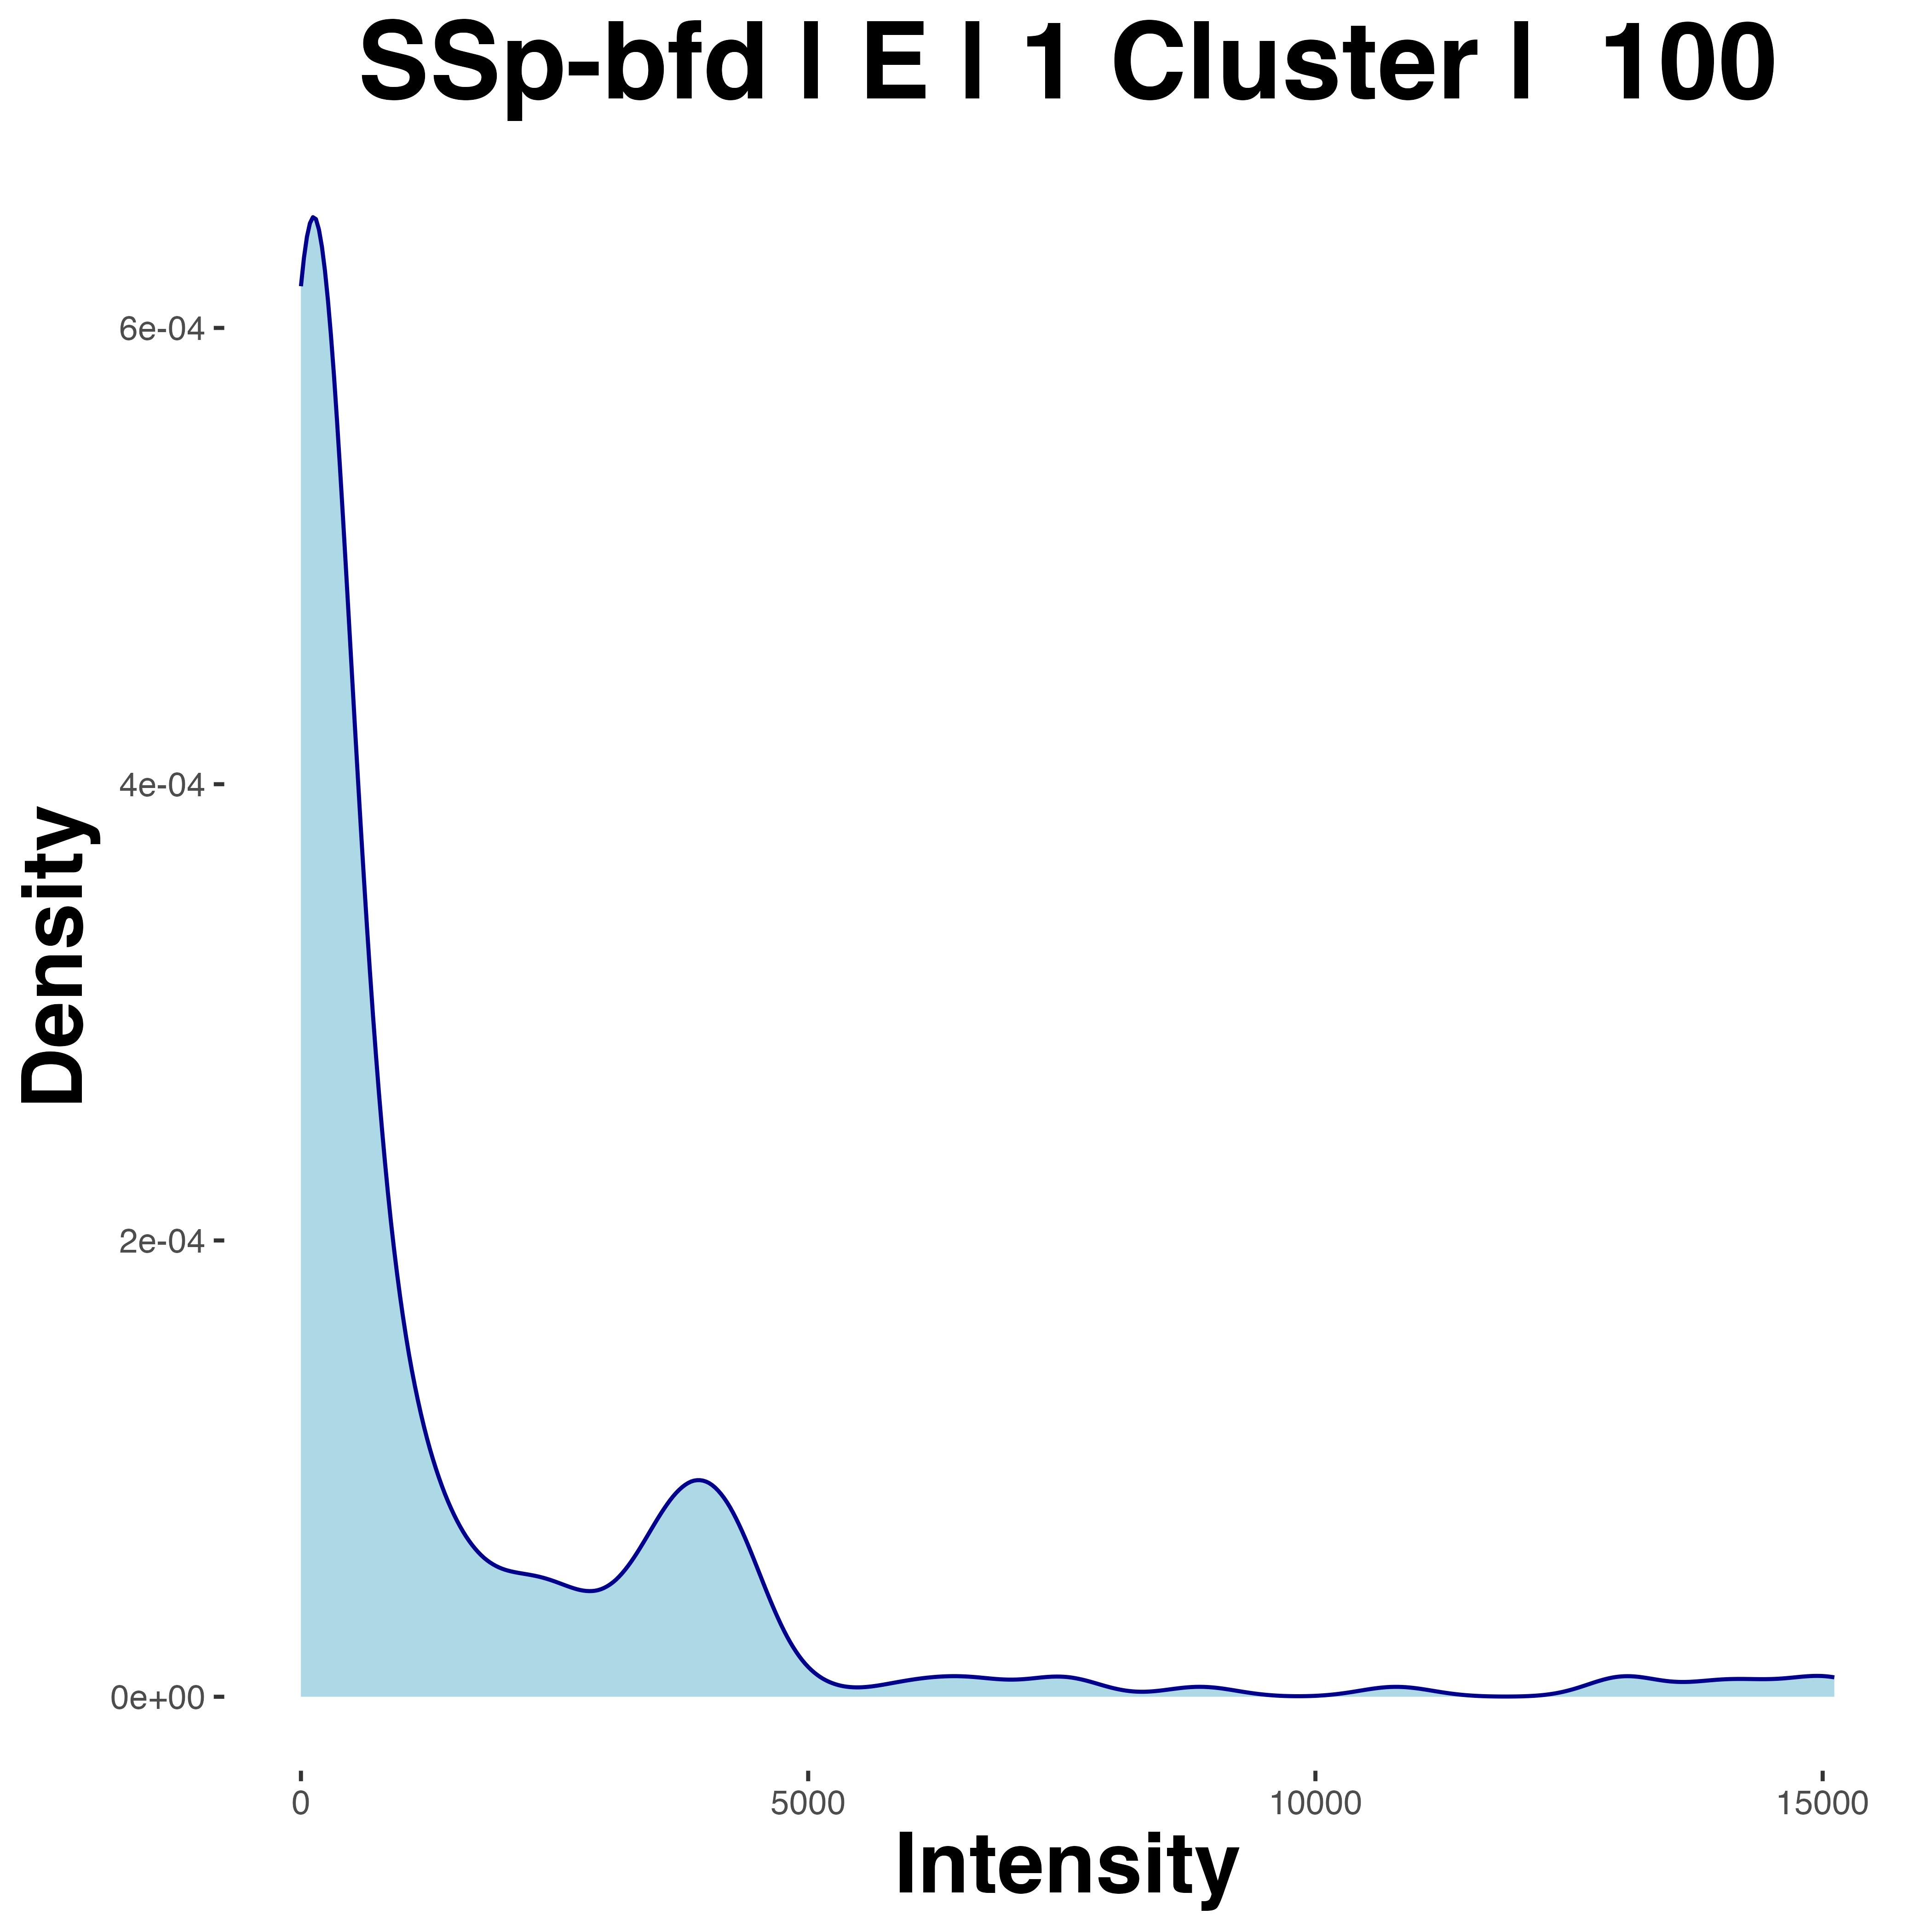 SSp-bfd | E | 1 Cluster |  100
6e-04
4e-04
2e-04
0e+00
Density
0
5000
10000
15000
Intensity